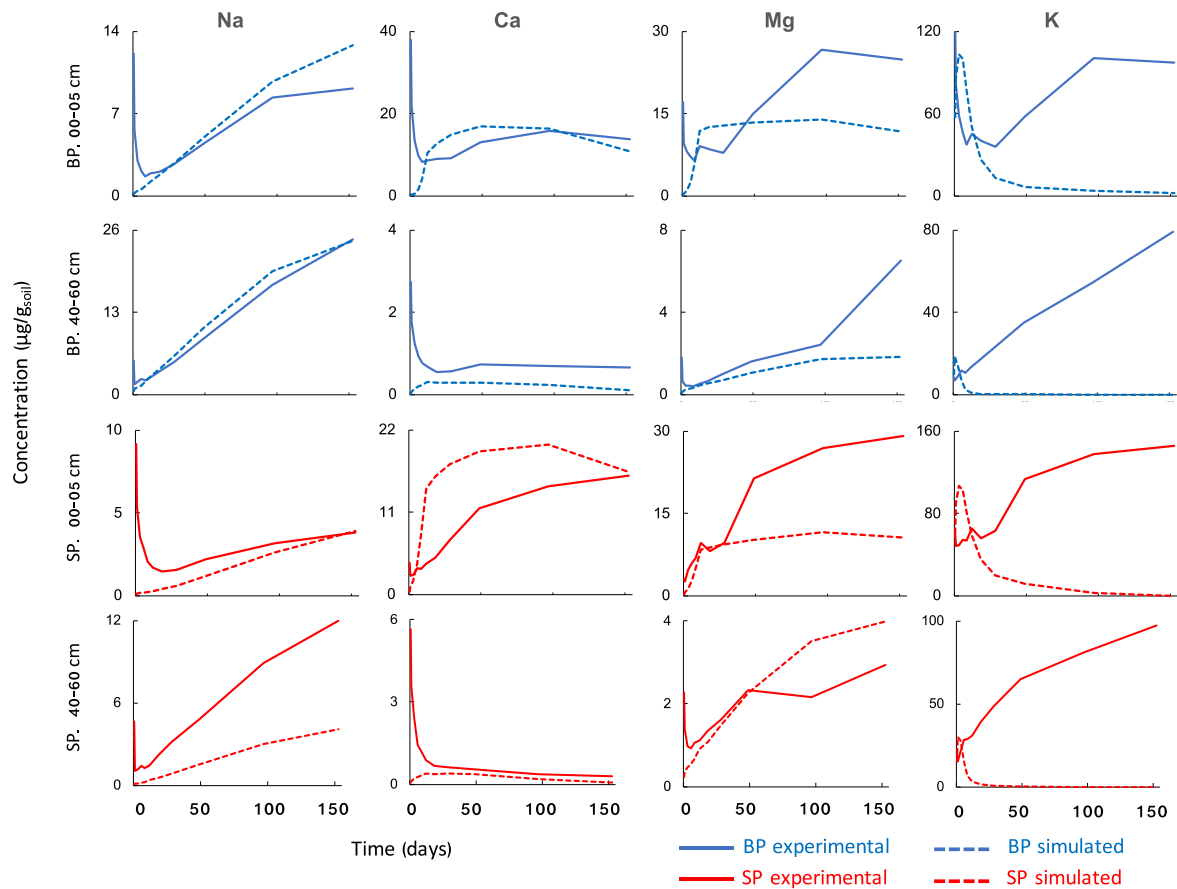 Na Ca Mg K
Concentration (µg/g soil)
BP. 00–05 cm
14 40 30 120
7 20 15 60
0 0 0 0
BP. 40–60 cm
26 4 8 80
13 2 4 40
0 0 0 0
SP. 00–05 cm
10 22 30 160
5 11 15 80
0 0 0 0
SP. 40–60 cm
12 6 4 100
6 3 2 50
0 0 0 0
0 50 100 150 0 50 100 150 0 50 100 150 0 50 100 150
Time (days)
BP experimental BP simulated
SP experimental SP simulated